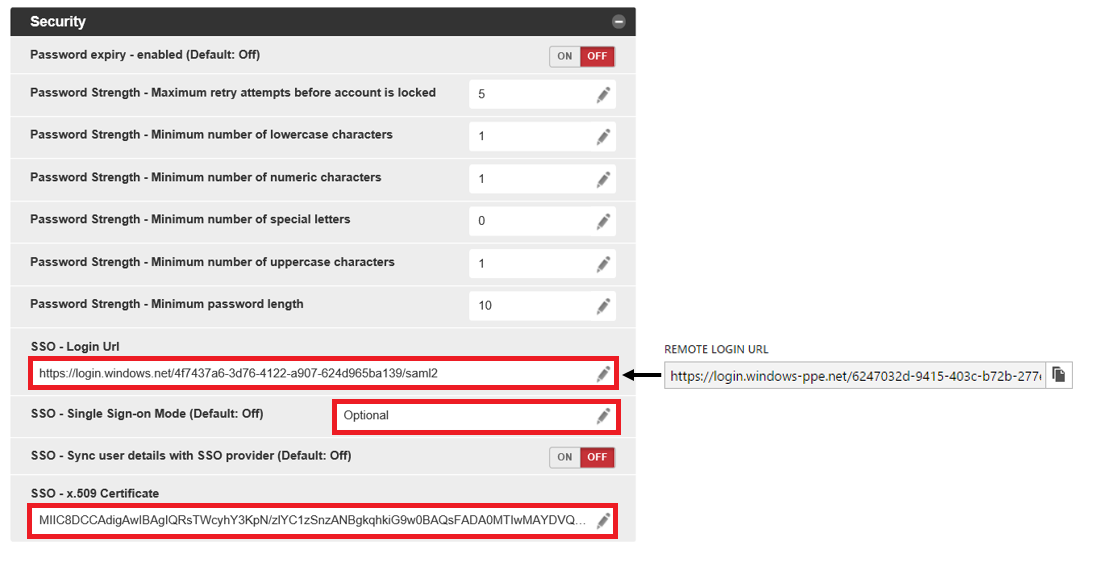 Security
Password expiry - enabled (Default: Off)
ON OFF
Password Strength - Maximum retry attempts before account is locked
5
Password Strength - Minimum number of lowercase characters
1
Password Strength - Minimum number of numeric characters
1
Password Strength - Minimum number of special letters
0
Password Strength - Minimum number of uppercase characters
1
Password Strength - Minimum password length
10
SSO - Login Url
https://login.windows.net/4f7437a6-3d76-4122-a907-624d965ba139/saml2
REMOTE LOGIN URL
https://login.windows-ppe.net/6247032d-9415-403c-b72b-277e
SSO - Single Sign-on Mode (Default: Off)
Optional
SSO - Sync user details with SSO provider (Default: Off)
ON OFF
SSO - x.509 Certificate
MIIC8DCCAdigAwIBAgIQRsTWcyhY3KpN/zlYC1zSnzANBgkqhkiG9w0BAQsFADA0MTIwMAYDVQ...